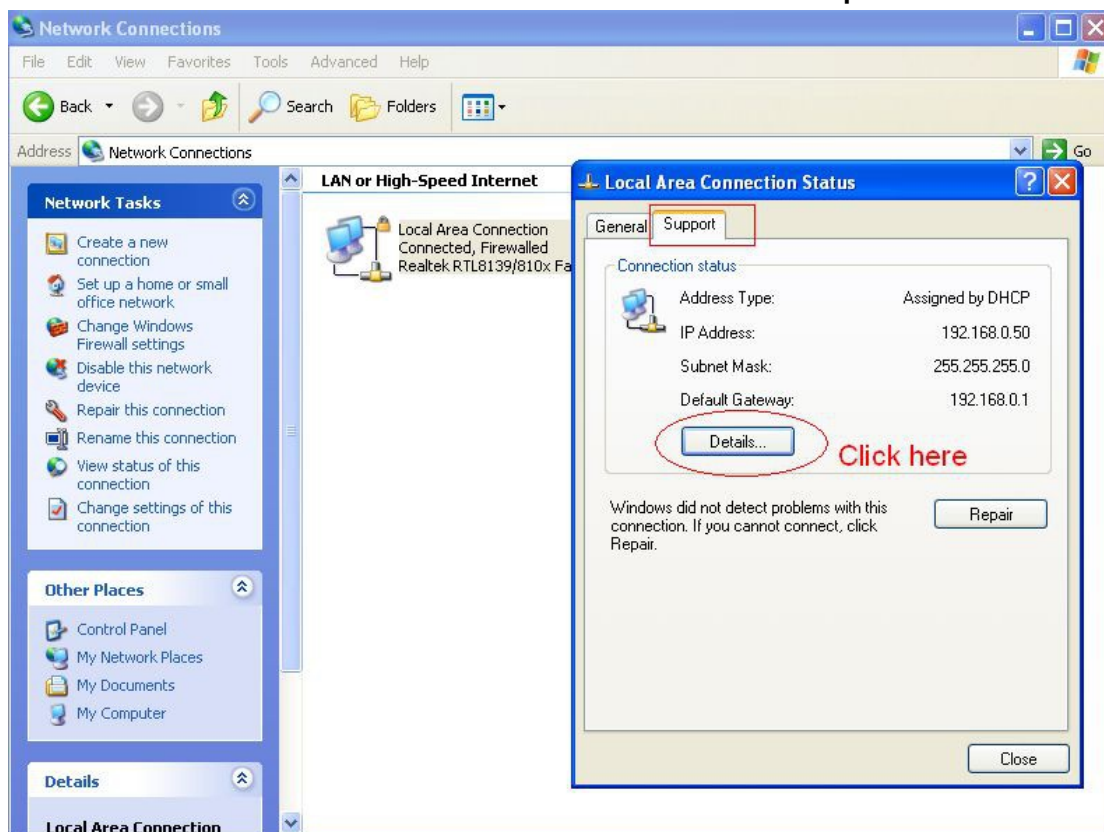 Network Connections
File Edit View Favorites Tools Advanced Help
Back Search Folders
Address Network Connections Go
Network Tasks
Create a new
connection
Set up a home or small
office network
Change Windows
Firewall settings
Disable this network
device
Repair this connection
Rename this connection
View status of this
connection
Change settings of this
connection
Other Places
Control Panel
My Network Places
My Documents
My Computer
Details
Local Area Connection
LAN or High-Speed Internet
Local Area Connection
Connected, Firewalled
Realtek RTL8139/810x Fa
Local Area Connection Status
General Support
Connection status
Address Type: Assigned by DHCP
IP Address: 192.168.0.50
Subnet Mask: 255.255.255.0
Default Gateway: 192.168.0.1
Details...
Click here
Windows did not detect problems with this
connection. If you cannot connect, click
Repair.
Repair
Close